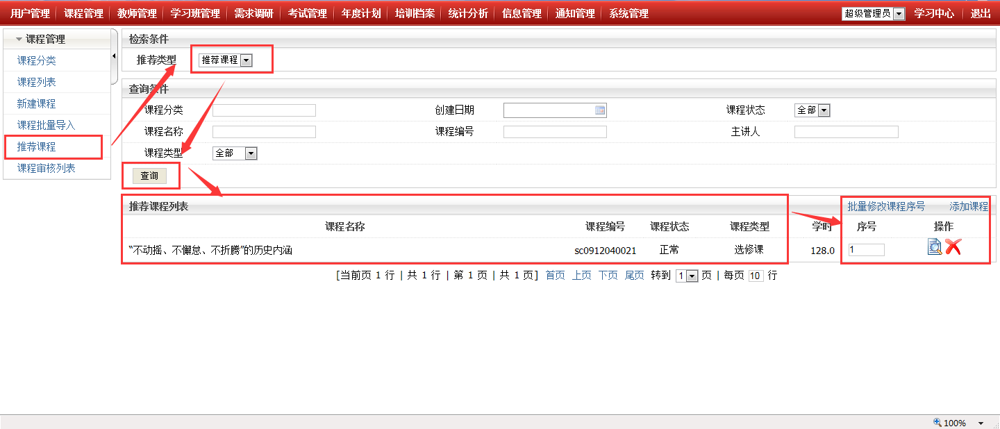 用户管理 课程管理 教师管理 学习班管理 需求调研 考试管理 年度计划 培训档案 统计分析 信息管理 通知管理 系统管理 超级管理员 学习中心 退出
课程管理
课程分类
课程列表
新建课程
课程批量导入
推荐课程
课程审核列表
检索条件
推荐类型 推荐课程
查询条件
课程分类 创建日期 课程状态 全部
课程名称 课程编号 主讲人
课程类型 全部
查询
推荐课程列表 批量修改课程序号 添加课程
课程名称 课程编号 课程状态 课程类型 学时 序号 操作
“不动摇、不懈怠、不折腾”的历史内涵 sc0912040021 正常 选修课 128.0 1
[当前页 1 行 | 共 1 行 | 第 1 页 | 共 1 页] 首页 上页 下页 尾页 转到 1 页 | 每页 10 行
100%